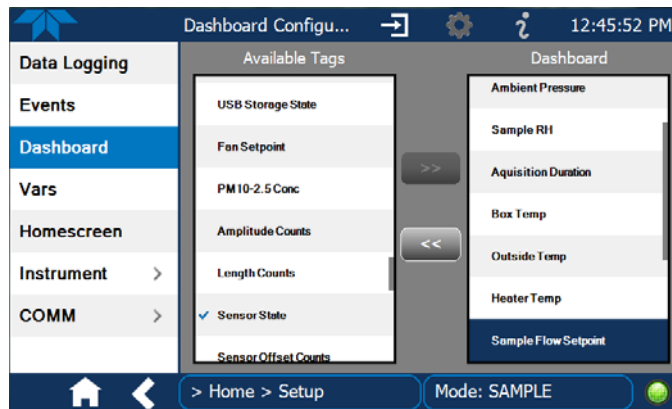 Dashboard Configu... 12:45:52 PM
Data Logging
Events
Dashboard
Vars
Homescreen
Instrument >
COMM >
Available Tags
USB Storage State
Fan Setpoint
PM10-2.5 Conc
Amplitude Counts
Length Counts
Sensor State
Sensor Offset Counts
>>
<<
Dashboard
Ambient Pressure
Sample RH
Aquisition Duration
Box Temp
Outside Temp
Heater Temp
Sample Flow Setpoint
> Home > Setup
Mode: SAMPLE